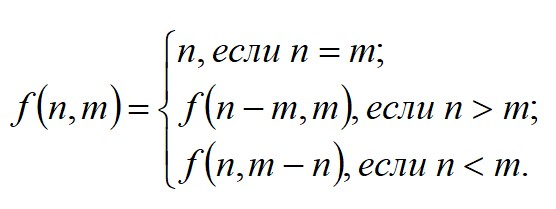 n, если n = m;
f(n,m) = { f(n − m, m), если n > m;
f(n, m − n), если n < m.